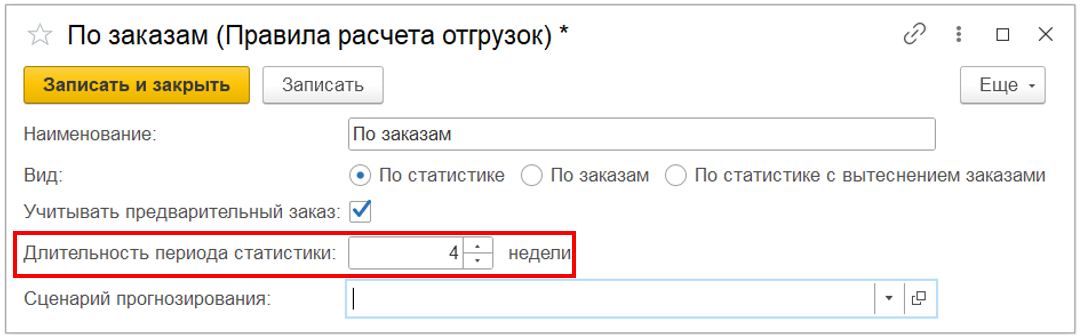 По заказам (Правила расчета отгрузок) *
Записать и закрыть Записать Еще
Наименование: По заказам
Вид: По статистике По заказам По статистике с вытеснением заказами
Учитывать предварительный заказ:
Длительность периода статистики: 4 недели
Сценарий прогнозирования: